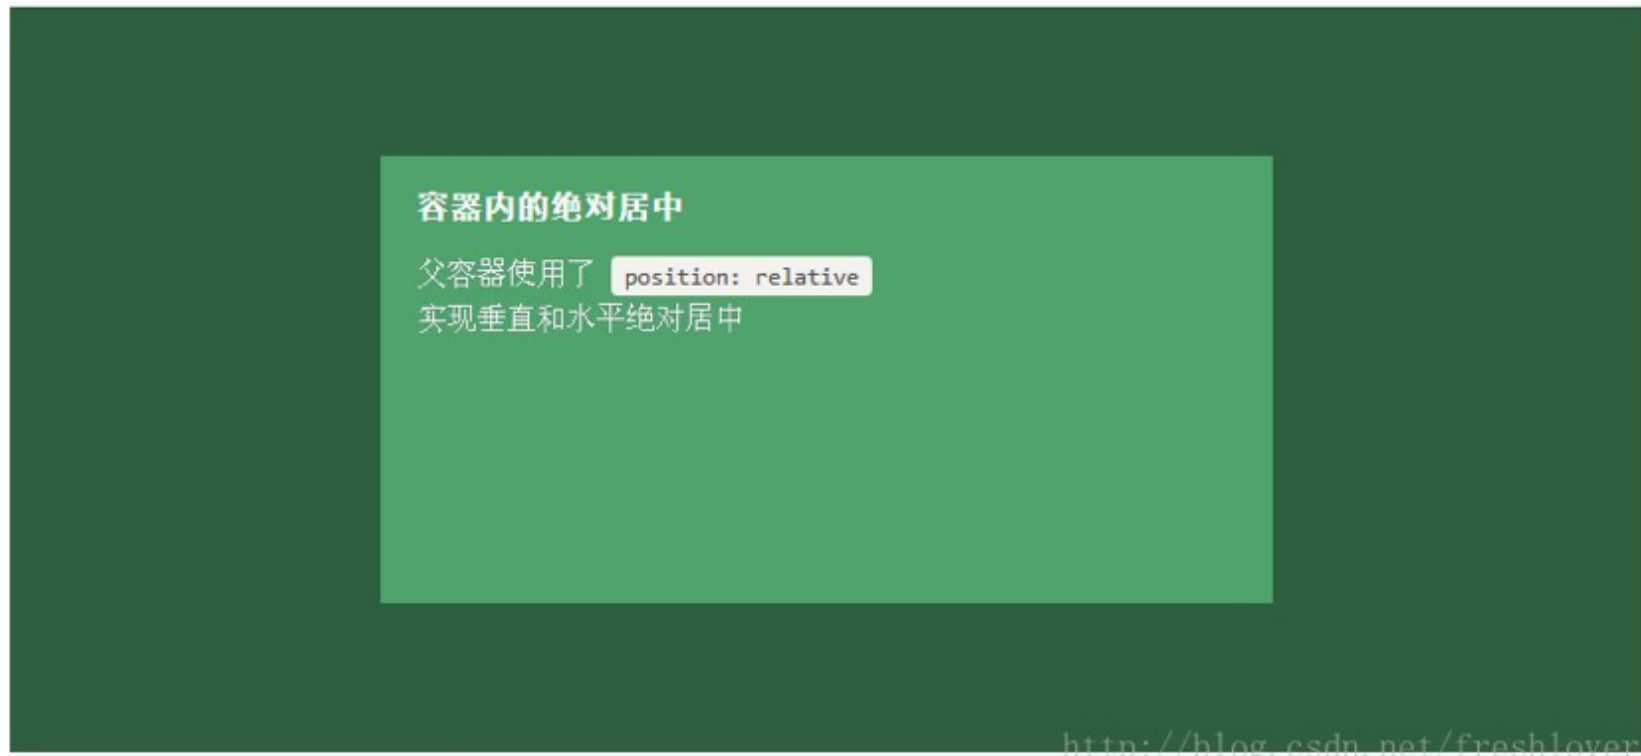 容器内的绝对居中
父容器使用了 position: relative
实现垂直和水平绝对居中
http://blog.csdn.net/freshlover